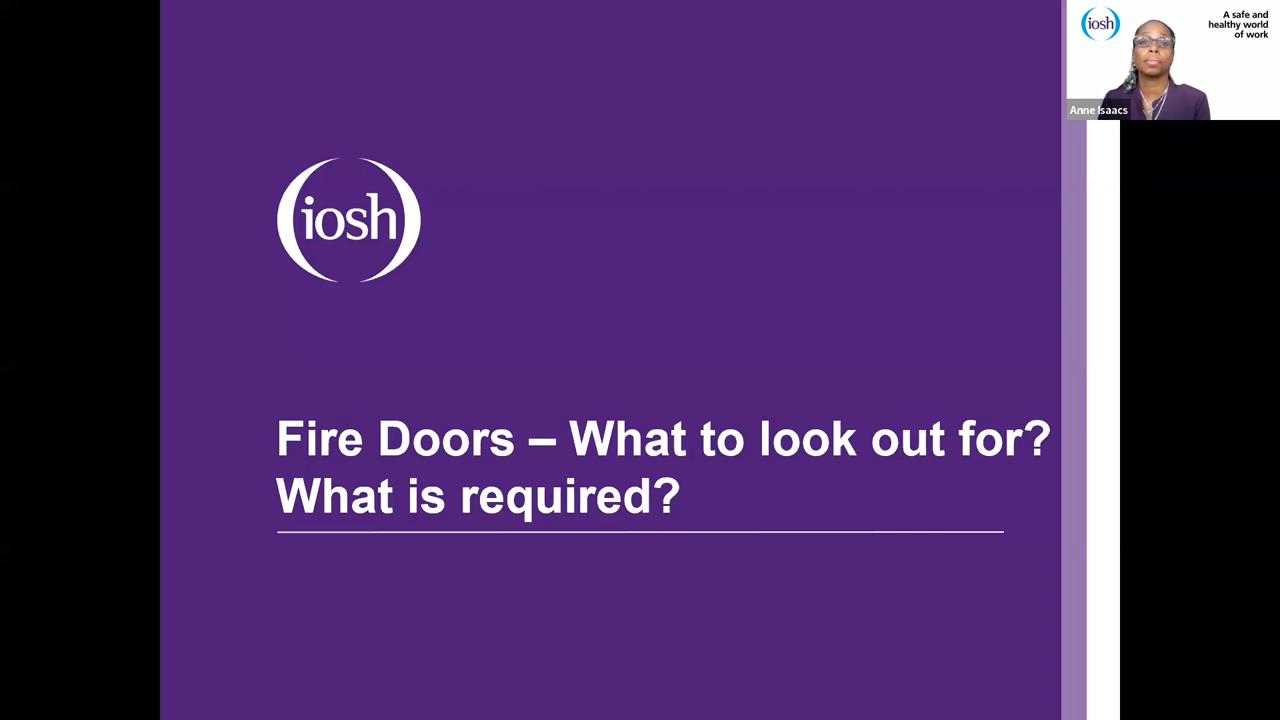 iosh
A safe and
healthy world
of work
Anne Isaacs
iosh
Fire Doors – What to look out for?
What is required?